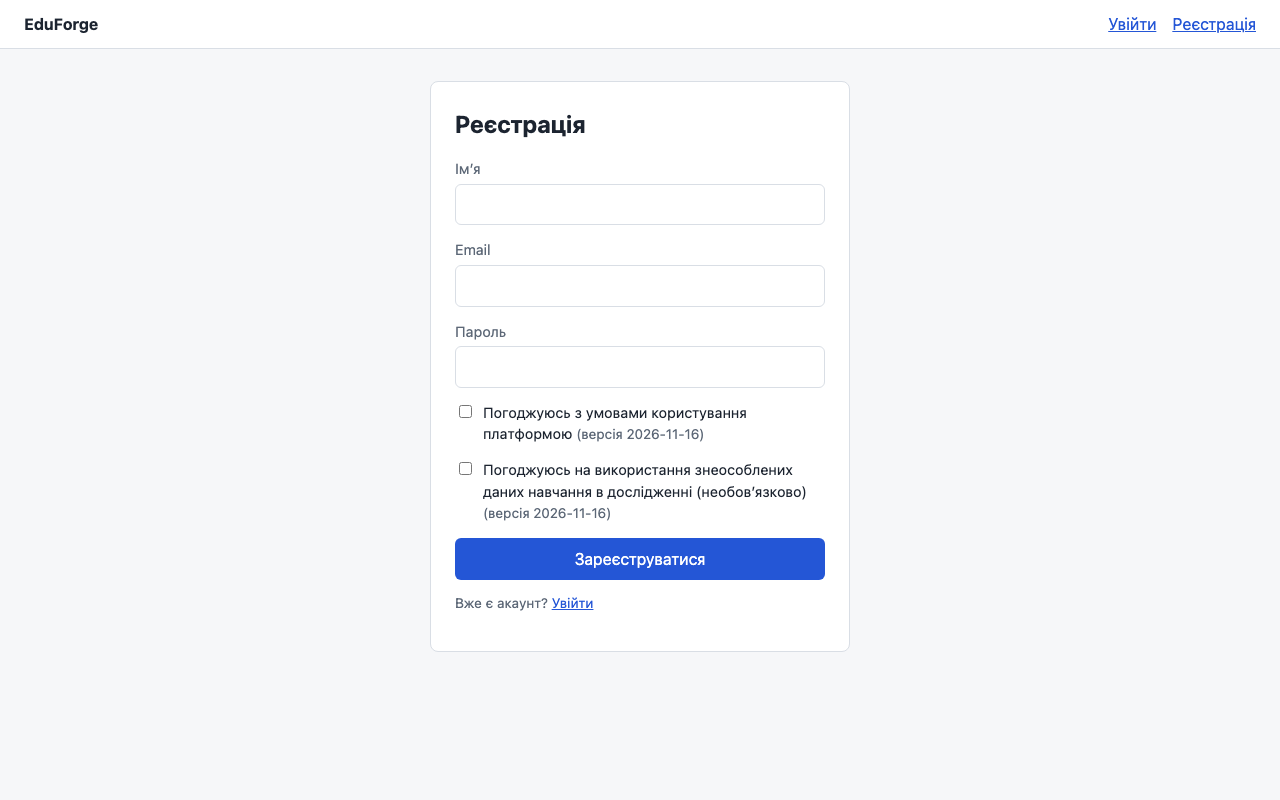 EduForge
Увійти
Реєстрація
Реєстрація
Ім’я
Email
Пароль
Погоджуюсь з умовами користування
платформою (версія 2026-11-16)
Погоджуюсь на використання знеособлених
даних навчання в дослідженні (необов’язково)
(версія 2026-11-16)
Зареєструватися
Вже є акаунт? Увійти